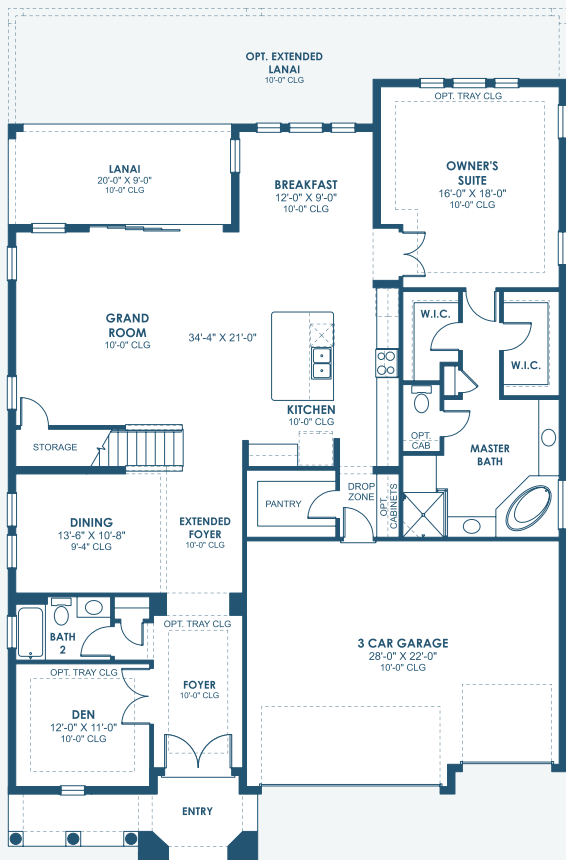 OPT. EXTENDED
LANAI
10'-0" CLG
OPT. TRAY CLG
LANAI
20'-0" X 9'-0"
10'-0" CLG
BREAKFAST
12'-0" X 9'-0"
10'-0" CLG
OWNER'S
SUITE
16'-0" X 18'-0"
10'-0" CLG
GRAND
ROOM
10'-0" CLG
34'-4" X 21'-0"
W.I.C.
W.I.C.
KITCHEN
10'-0" CLG
STORAGE
OPT.
CAB
MASTER
BATH
PANTRY
DROP
ZONE
OPT.
CABINETS
DINING
13'-6" X 10'-8"
9'-4" CLG
EXTENDED
FOYER
10'-0" CLG
OPT. TRAY CLG
BATH
2
3 CAR GARAGE
28'-0" X 22'-0"
10'-0" CLG
OPT. TRAY CLG
FOYER
10'-0" CLG
DEN
12'-0" X 11'-0"
10'-0" CLG
ENTRY